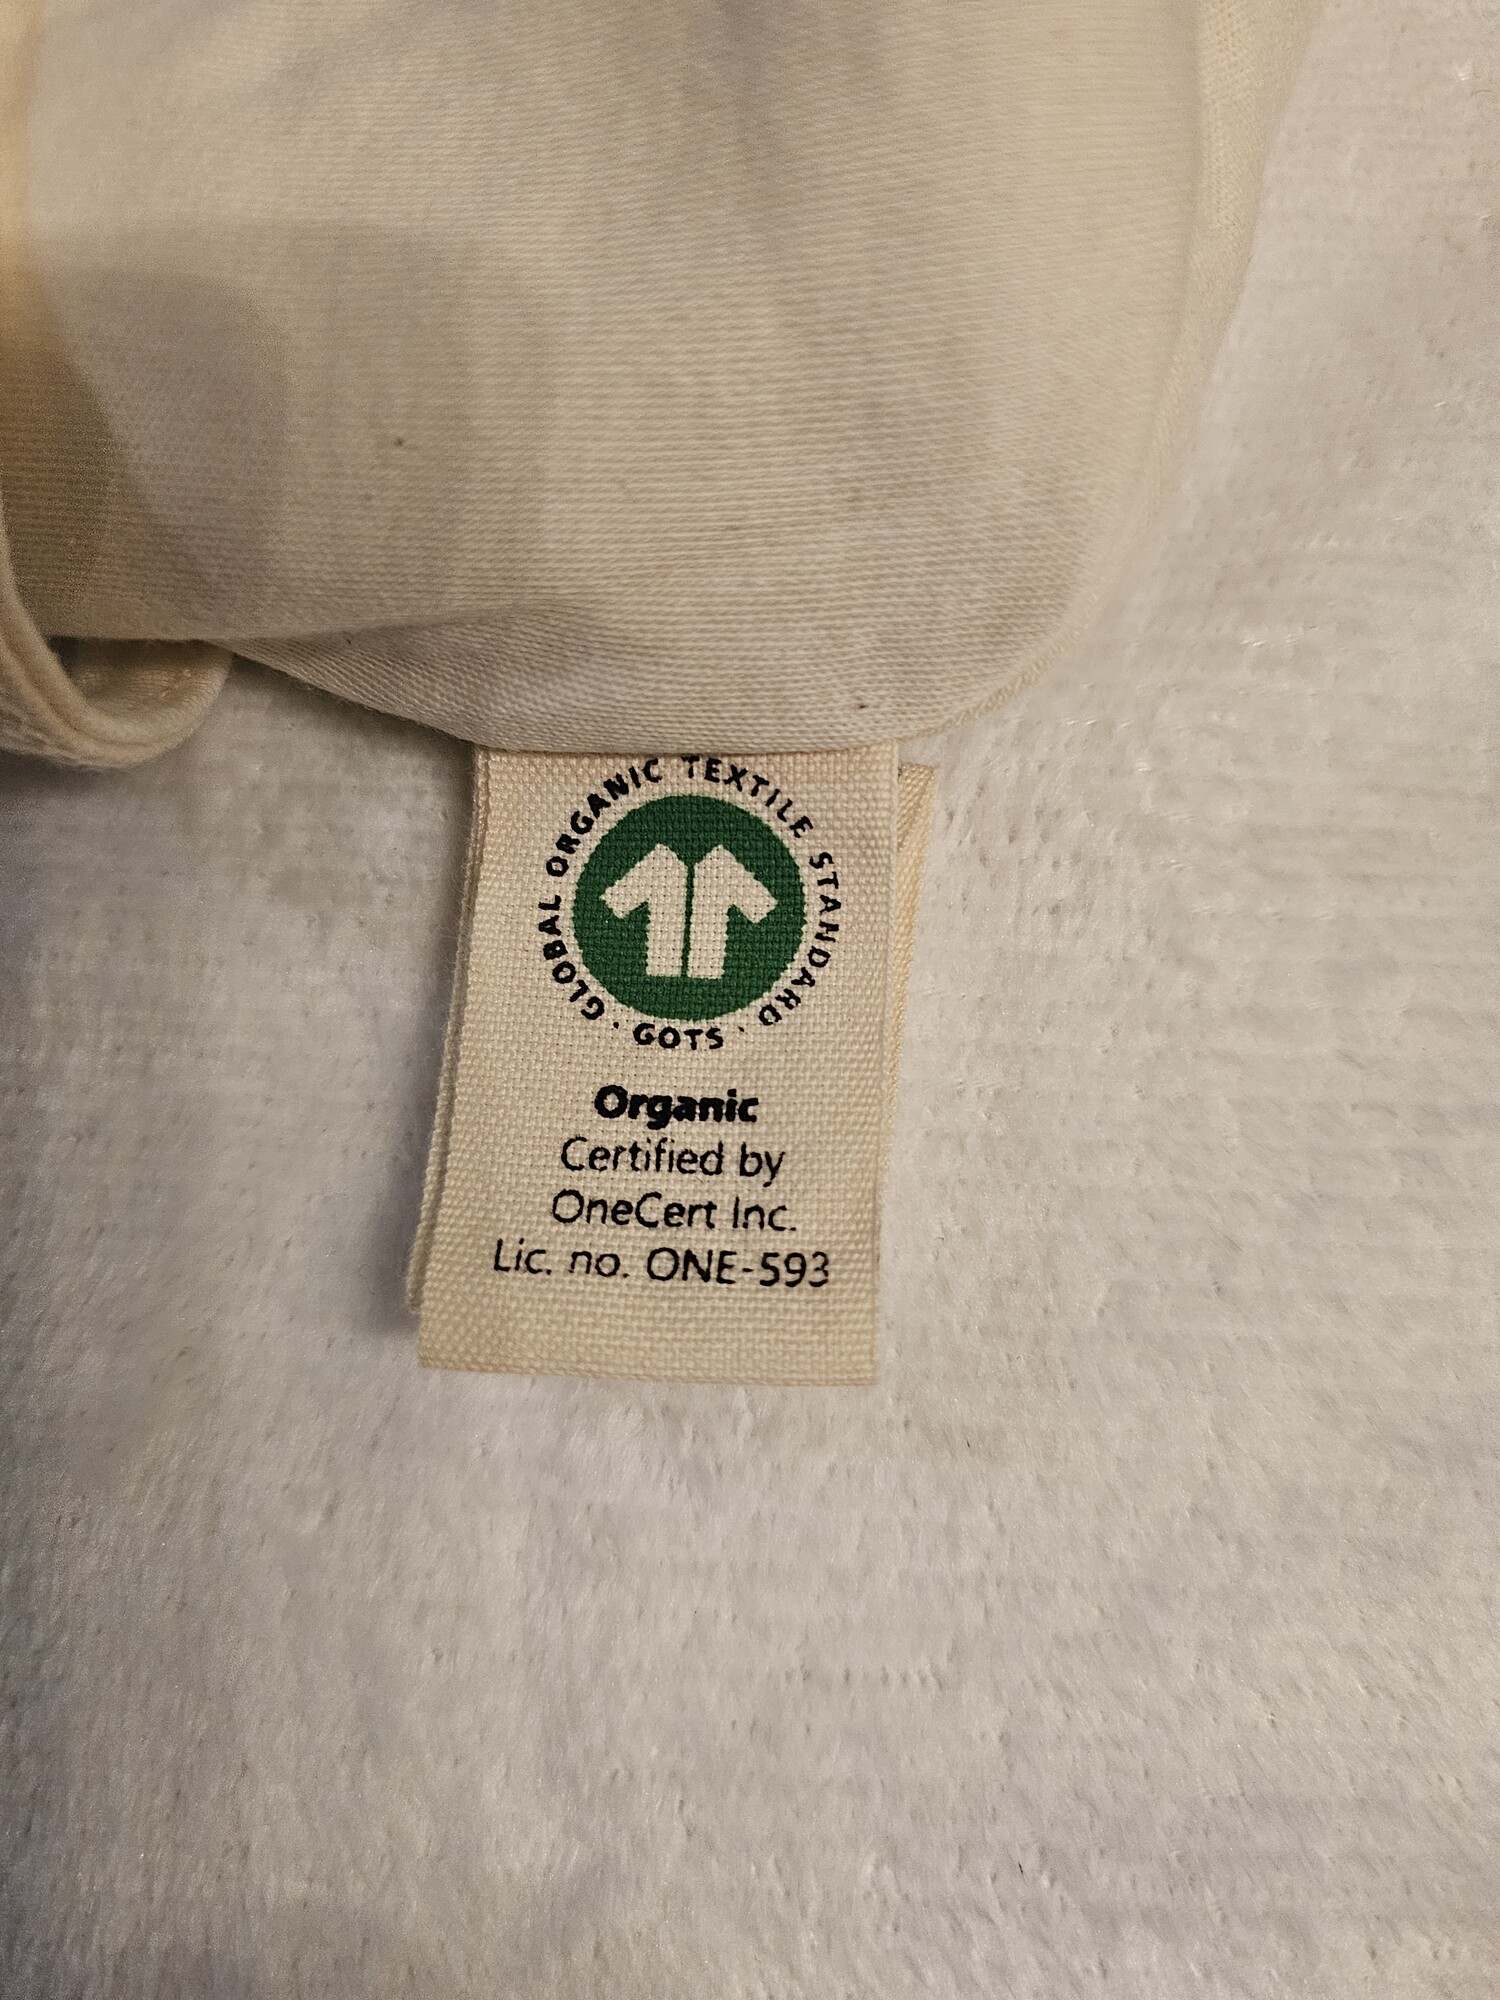 GLOBAL ORGANIC TEXTILE STANDARD · GOTS ·
Organic
Certified by
OneCert Inc.
Lic. no. ONE-593